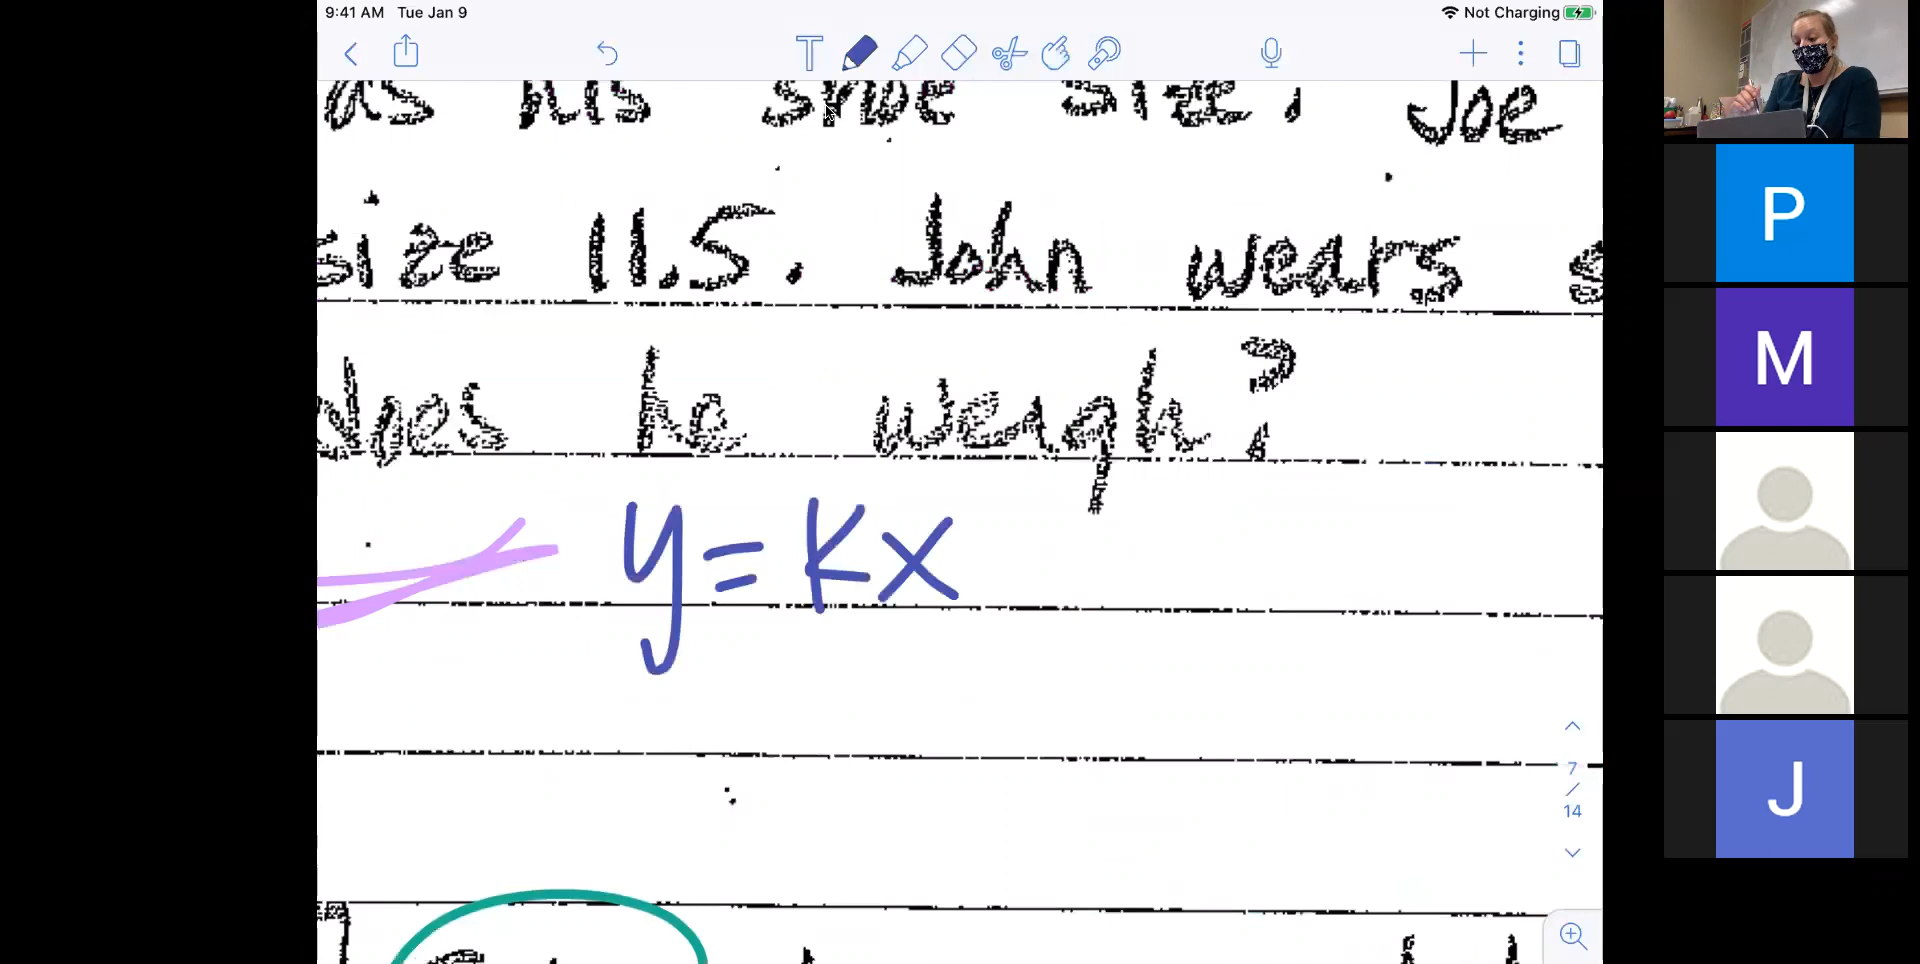 9:41 AM Tue Jan 9
Not Charging
as his shoe size. Joe
size 11.5. John wears s
does he weigh?
y = kx
7
/
14
P
M
J